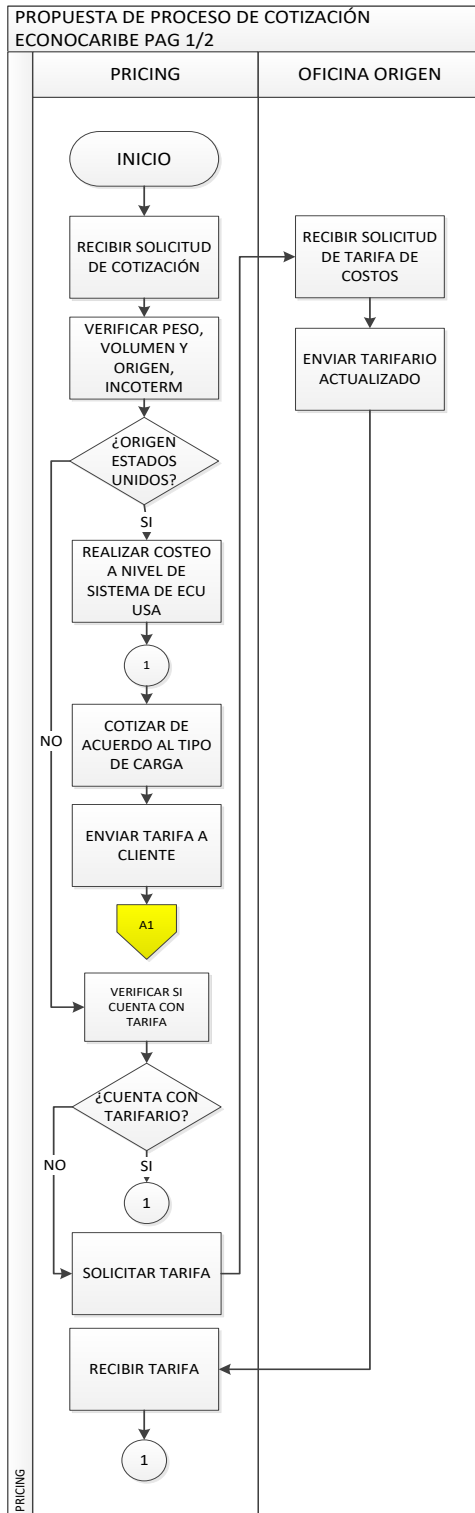 PROPUESTA DE PROCESO DE COTIZACIÓN
ECONOCARIBE PAG 1/2
PRICING
OFICINA ORIGEN
INICIO
RECIBIR SOLICITUD
DE COTIZACIÓN
RECIBIR SOLICITUD
DE TARIFA DE
COSTOS
VERIFICAR PESO,
VOLUMEN Y
ORIGEN,
INCOTERM
ENVIAR TARIFARIO
ACTUALIZADO
¿ORIGEN
ESTADOS
UNIDOS?
SI
REALIZAR COSTEO
A NIVEL DE
SISTEMA DE ECU
USA
1
NO
COTIZAR DE
ACUERDO AL TIPO
DE CARGA
ENVIAR TARIFA A
CLIENTE
A1
VERIFICAR SI
CUENTA CON
TARIFA
¿CUENTA CON
TARIFARIO?
NO
SI
1
SOLICITAR TARIFA
RECIBIR TARIFA
1
PRICING